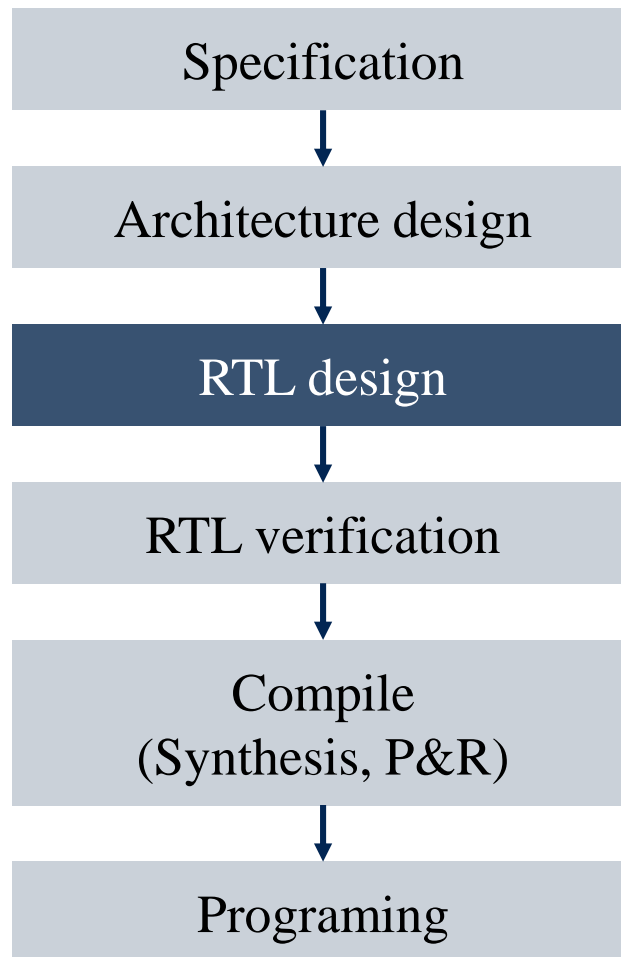 Specification
Architecture design
RTL design
RTL verification
Compile
(Synthesis, P&R)
Programing